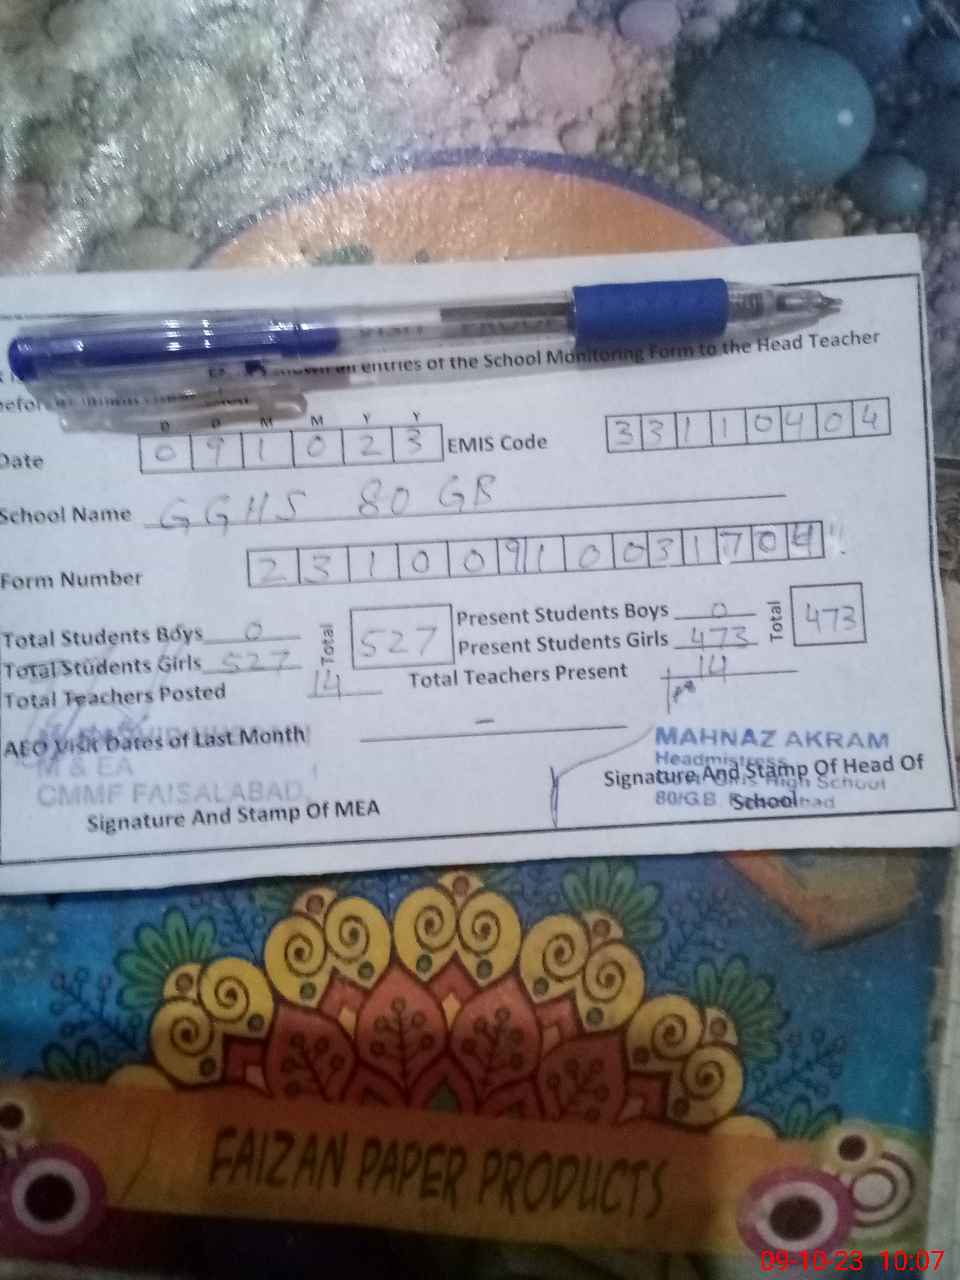 all entries of the School Monitoring Form to the Head Teacher
D D M M Y Y
Date 0 9 1 0 2 3 EMIS Code 3 3 1 1 0 4 0 4
School Name GGHS 80 GB
Form Number 2 3 1 0 0 9 1 0 0 3 1 7 0 4
Total Students Boys 0 Total 527 Present Students Boys 0 Total 473
Total Students Girls 527 Present Students Girls 473
Total Teachers Posted 14 Total Teachers Present 14
AEO Visit Dates of Last Month –
M & EA
CMMF FAISALABAD
Signature And Stamp Of MEA
MAHNAZ AKRAM
Headmistress
Girls High School
80/G.B.
Signature And Stamp Of Head Of
School
FAIZAN PAPER PRODUCTS
09-10-23 10:07